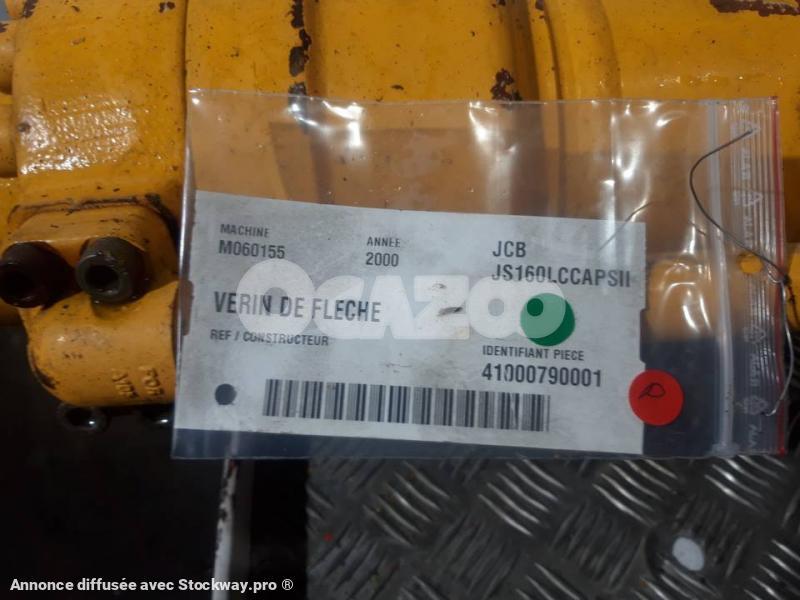 MACHINE
M060155
ANNEE
2000
JCB
JS160LCCAPSII
VERIN DE FLECHE
OCAZOO
REF / CONSTRUCTEUR
IDENTIFIANT PIECE
41000790001
Annonce diffusée avec Stockway.pro ®